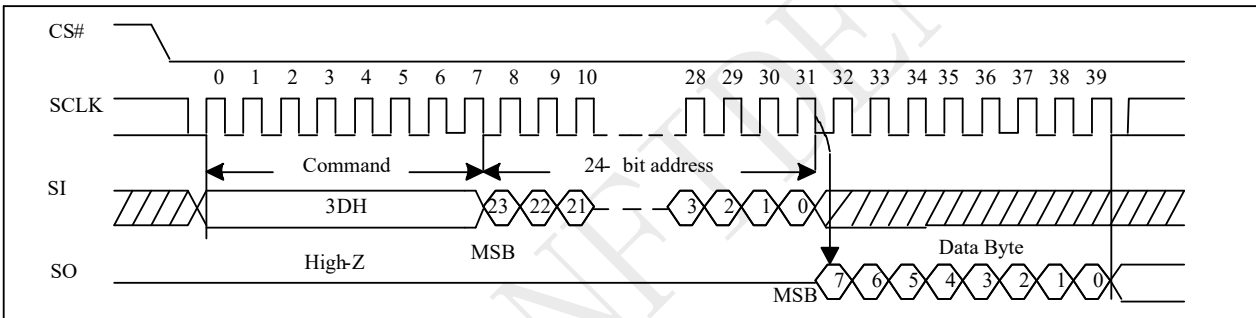 CS#
0 1 2 3 4 5 6 7 8 9 10 28 29 30 31 32 33 34 35 36 37 38 39
SCLK
Command 24- bit address
SI
3DH 23 22 21 3 2 1 0
MSB Data Byte
High-Z
SO
7 6 5 4 3 2 1 0
MSB